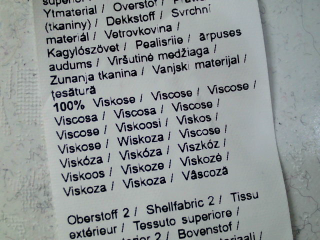 Ytmaterial / Overstof /
(tkaniny) / Dekkstoff / Svrchní
materiál / Vetrovkovina /
Kagylószövet / Pealisriie / ārpuses
audums / Viršutinė medžiaga /
Zunanja tkanina / Vanjski materijal /
țesătură
100% Viskose / Viscose / Viscose /
Viscosa / Viscosa / Viscose /
Viscose / Viskoosi / Viskos /
Viskose / Wiskoza / Viscose /
Viskóza / Viskóza / Viszkóz /
Viskoos / Viskoze / Viskozė /
Viskoza / Viskoza / Vâscoză
Oberstoff 2 / Shellfabric 2 / Tissu
extérieur / Tessuto superiore /
2 / Bovenstof /